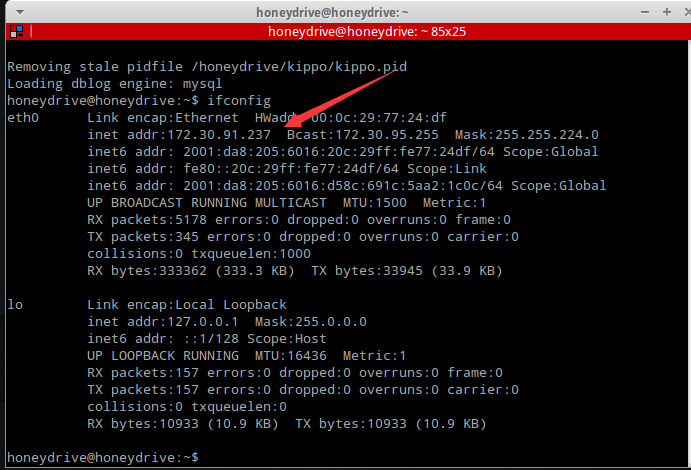 honeydrive@honeydrive: ~
honeydrive@honeydrive: ~ 85x25
Removing stale pidfile /honeydrive/kippo/kippo.pid
Loading dblog engine: mysql
honeydrive@honeydrive:~$ ifconfig
eth0 Link encap:Ethernet HWaddr 00:0c:29:77:24:df
inet addr:172.30.91.237 Bcast:172.30.95.255 Mask:255.255.224.0
inet6 addr: 2001:da8:205:6016:20c:29ff:fe77:24df/64 Scope:Global
inet6 addr: fe80::20c:29ff:fe77:24df/64 Scope:Link
inet6 addr: 2001:da8:205:6016:d58c:691c:5aa2:1c0c/64 Scope:Global
UP BROADCAST RUNNING MULTICAST MTU:1500 Metric:1
RX packets:5178 errors:0 dropped:0 overruns:0 frame:0
TX packets:345 errors:0 dropped:0 overruns:0 carrier:0
collisions:0 txqueuelen:1000
RX bytes:333362 (333.3 KB) TX bytes:33945 (33.9 KB)
lo Link encap:Local Loopback
inet addr:127.0.0.1 Mask:255.0.0.0
inet6 addr: ::1/128 Scope:Host
UP LOOPBACK RUNNING MTU:16436 Metric:1
RX packets:157 errors:0 dropped:0 overruns:0 frame:0
TX packets:157 errors:0 dropped:0 overruns:0 carrier:0
collisions:0 txqueuelen:0
RX bytes:10933 (10.9 KB) TX bytes:10933 (10.9 KB)
honeydrive@honeydrive:~$